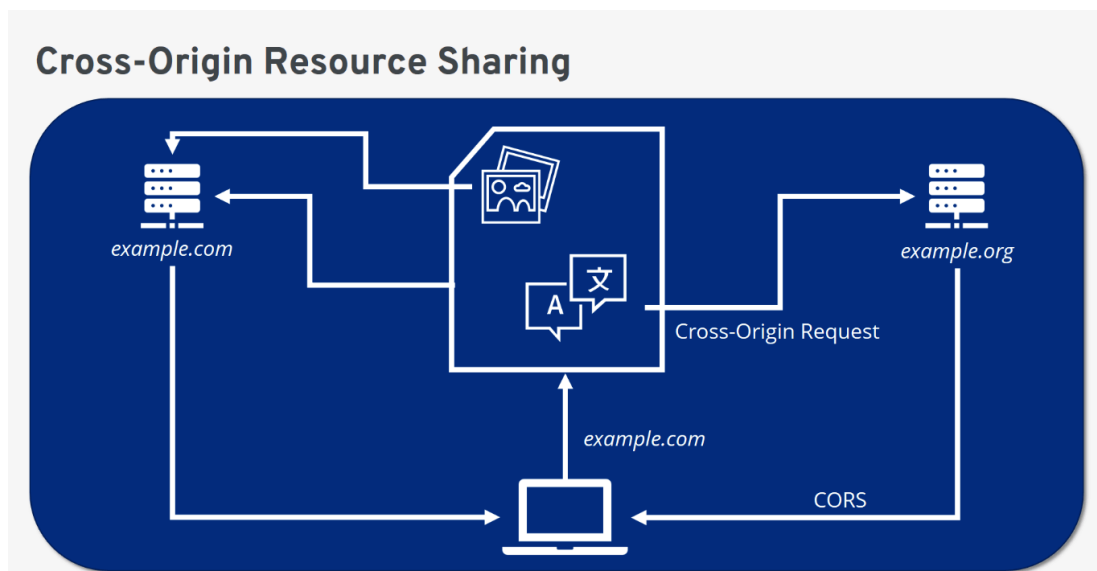 Cross-Origin Resource Sharing
example.com
example.org
文
A
Cross-Origin Request
example.com
CORS